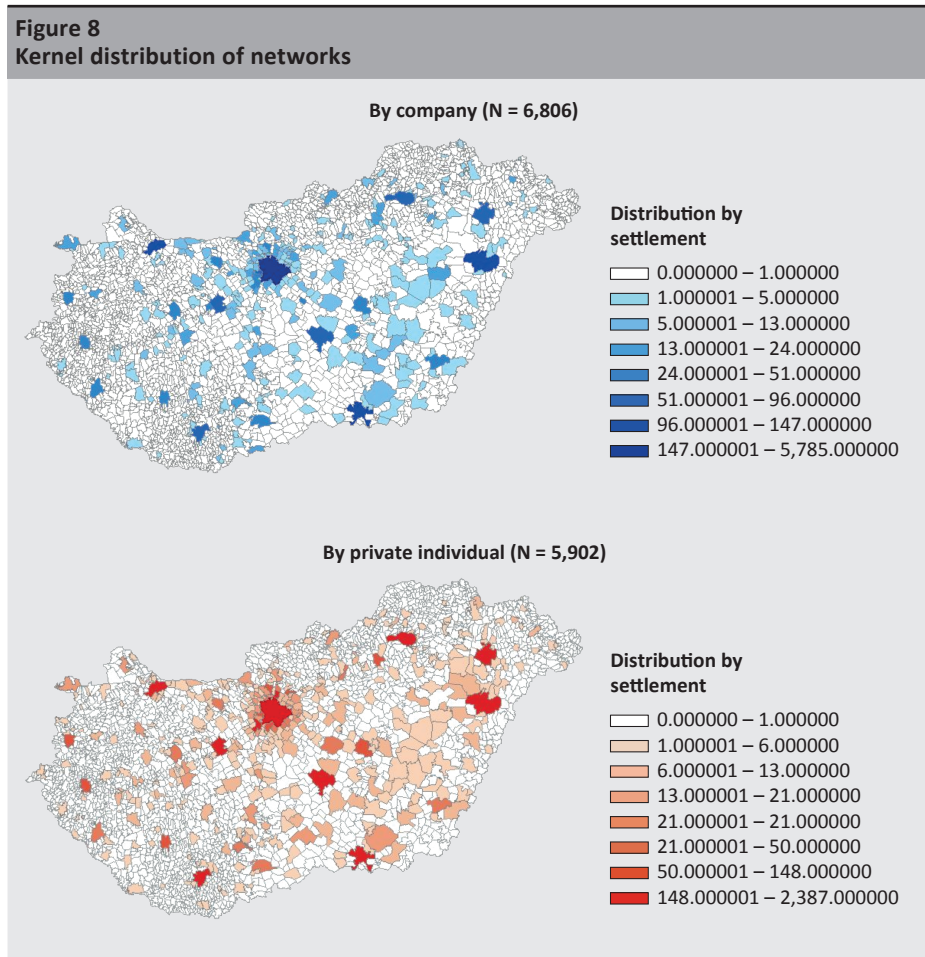 Figure 8
Kernel distribution of networks
By company (N = 6,806)
Distribution by
settlement
0.000000 – 1.000000
1.000001 – 5.000000
5.000001 – 13.000000
13.000001 – 24.000000
24.000001 – 51.000000
51.000001 – 96.000000
96.000001 – 147.000000
147.000001 – 5,785.000000
By private individual (N = 5,902)
Distribution by
settlement
0.000000 – 1.000000
1.000001 – 6.000000
6.000001 – 13.000000
13.000001 – 21.000000
21.000001 – 21.000000
21.000001 – 50.000000
50.000001 – 148.000000
148.000001 – 2,387.000000